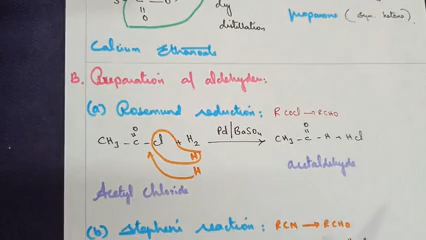 O
dry
distillation
propanone (sym. ketone)
Calcium Ethanoate
B. Preparation of aldehydes:
(a) Rosenmund reduction: RCOCl → RCHO
O
CH3 - C - Cl + H2 Pd/BaSO4 → CH3 - C - H + HCl
O
H
H
Acetyl chloride
acetaldehyde
(b) Stephen reaction: RCN → RCHO